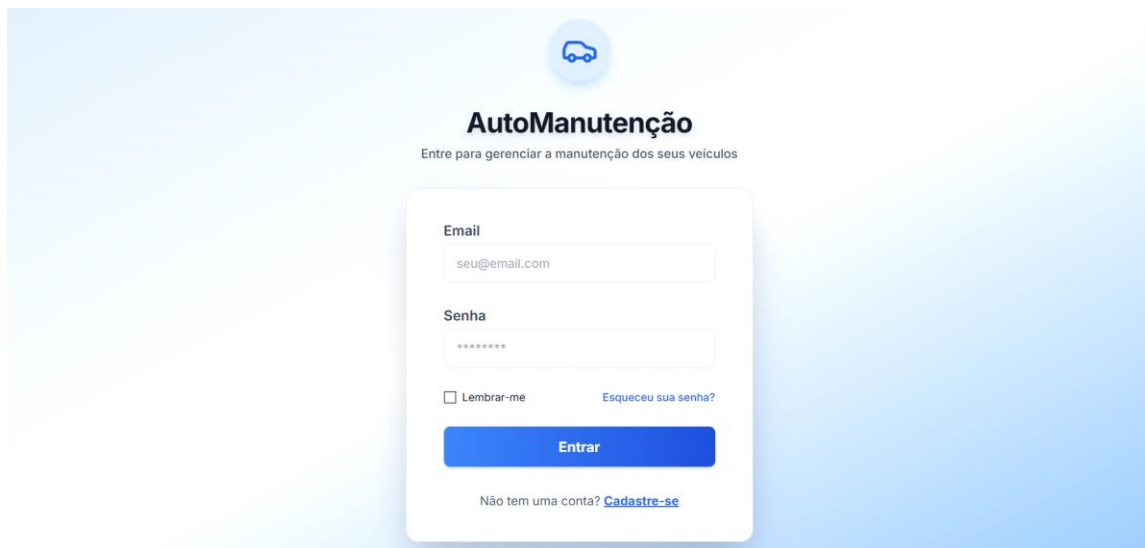 AutoManutenção
Entre para gerenciar a manutenção dos seus veículos
Email
seu@email.com
Senha
********
Lembrar-me Esqueceu sua senha?
Entrar
Não tem uma conta? Cadastre-se